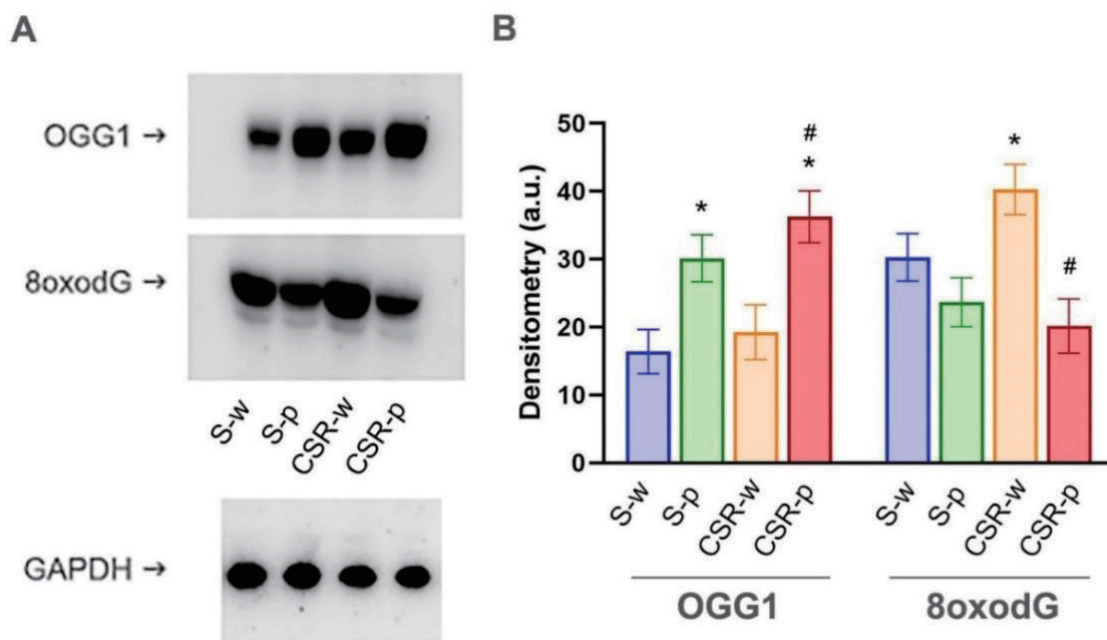 A
OGG1 →
8oxodG →
S-w
S-p
CSR-w
CSR-p
GAPDH →
B
Densitometry (a.u.)
50
40
30
20
10
0
*
#
*
*
#
S-w
S-p
CSR-w
CSR-p
S-w
S-p
CSR-w
CSR-p
OGG1
8oxodG